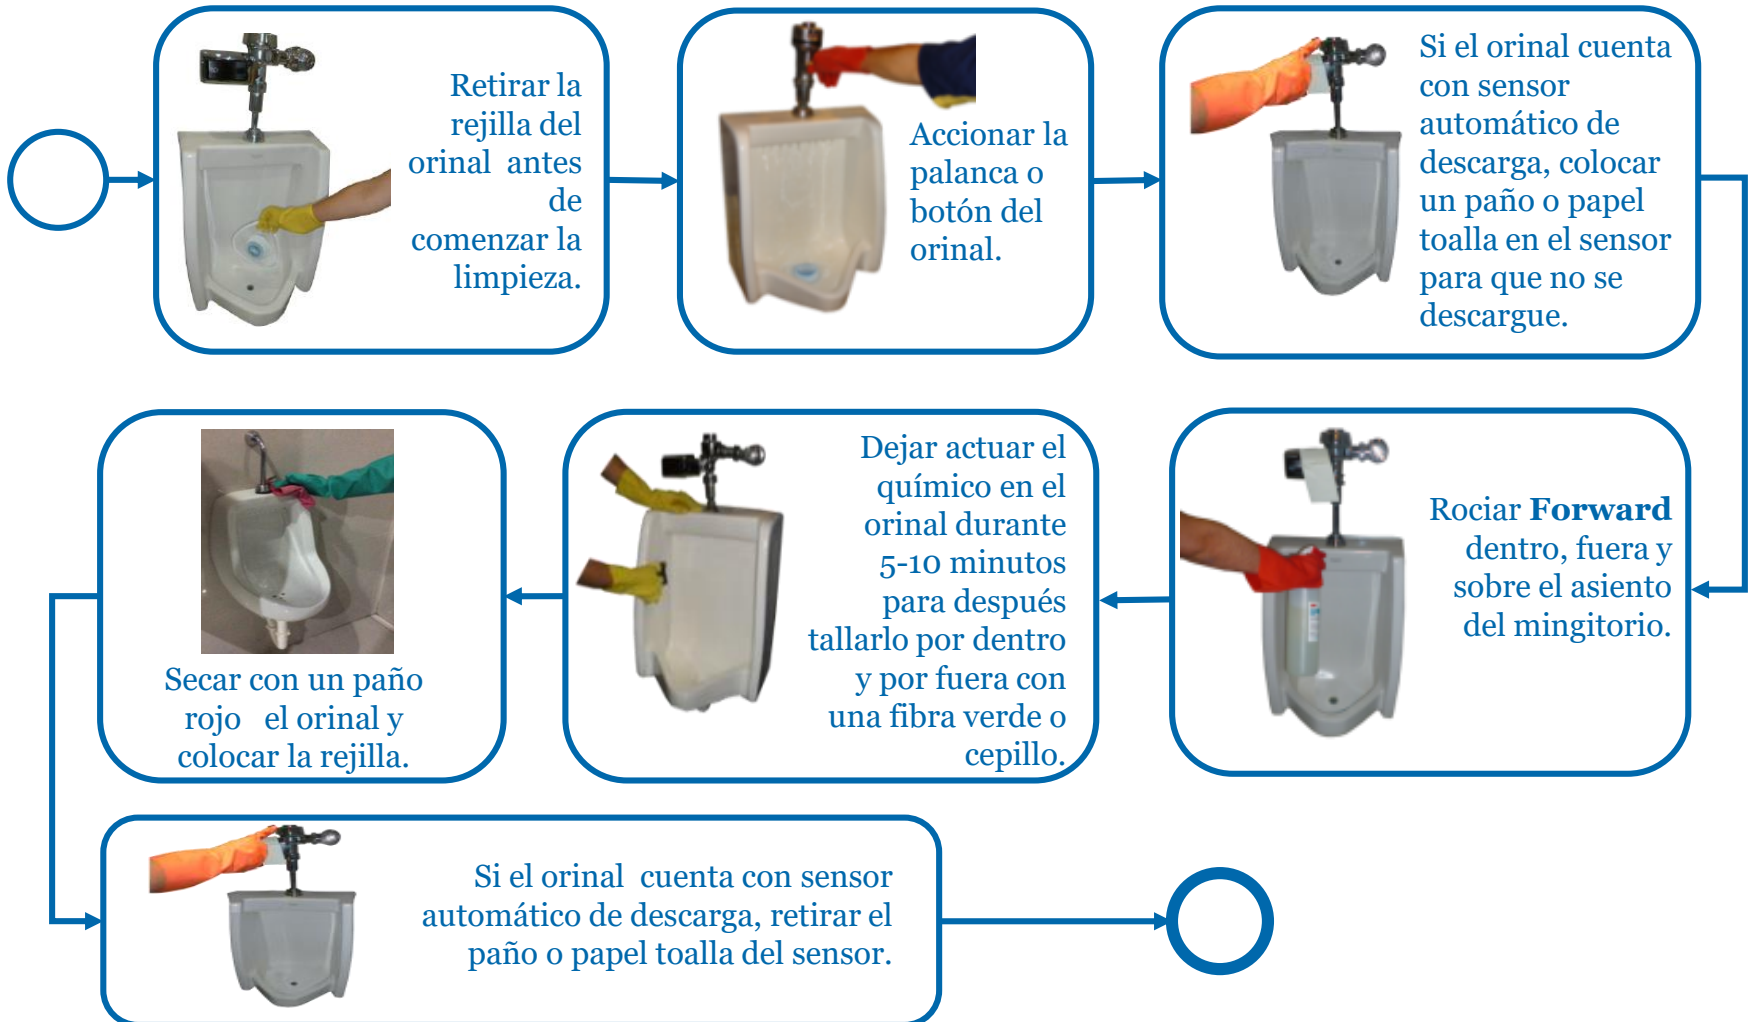 Retirar la
rejilla del
orinal antes
de
comenzar la
limpieza.
Accionar la
palanca o
botón del
orinal.
Si el orinal cuenta
con sensor
automático de
descarga, colocar
un paño o papel
toalla en el sensor
para que no se
descargue.
Rociar Forward
dentro, fuera y
sobre el asiento
del mingitorio.
Dejar actuar el
químico en el
orinal durante
5-10 minutos
para después
tallarlo por dentro
y por fuera con
una fibra verde o
cepillo.
Secar con un paño
rojo el orinal y
colocar la rejilla.
Si el orinal cuenta con sensor
automático de descarga, retirar el
paño o papel toalla del sensor.